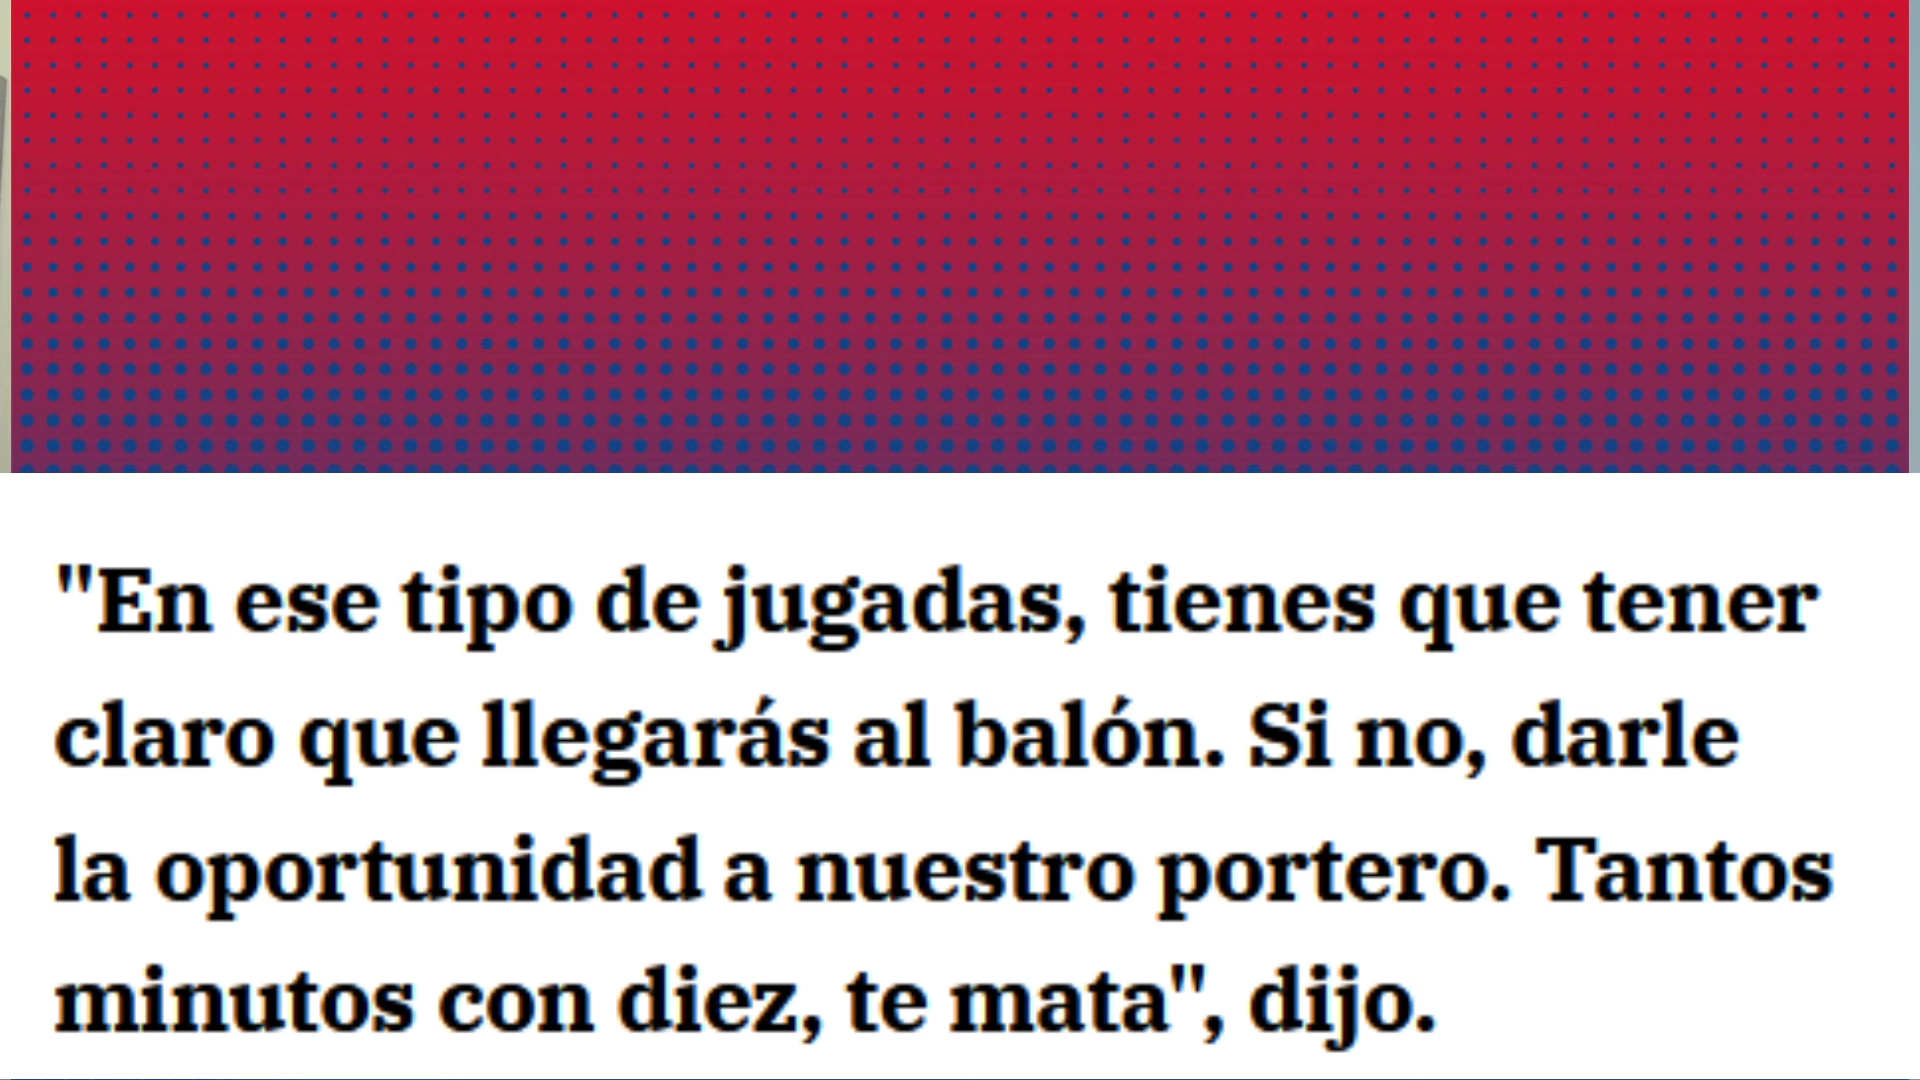 "En ese tipo de jugadas, tienes que tener
claro que llegarás al balón. Si no, darle
la oportunidad a nuestro portero. Tantos
minutos con diez, te mata", dijo.